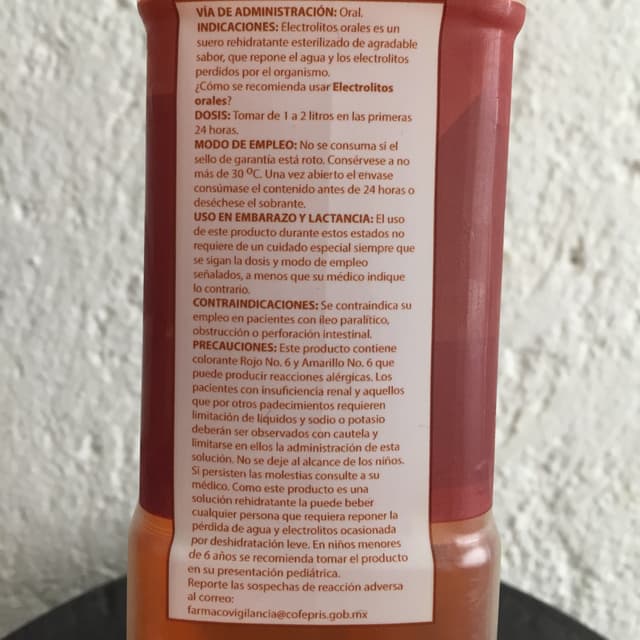 VÍA DE ADMINISTRACIÓN: Oral.
INDICACIONES: Electrolitos orales es un
suero rehidratante esterilizado de agradable
sabor, que repone el agua y los electrolitos
perdidos por el organismo.
¿Cómo se recomienda usar Electrolitos
orales?
DOSIS: Tomar de 1 a 2 litros en las primeras
24 horas.
MODO DE EMPLEO: No se consuma si el
sello de garantía está roto. Consérvese a no
más de 30 ºC. Una vez abierto el envase
consúmase el contenido antes de 24 horas o
deséchese el sobrante.
USO EN EMBARAZO Y LACTANCIA: El uso
de este producto durante estos estados no
requiere de un cuidado especial siempre que
se sigan la dosis y modo de empleo
señalados, a menos que su médico indique
lo contrario.
CONTRAINDICACIONES: Se contraindica su
empleo en pacientes con íleo paralítico,
obstrucción o perforación intestinal.
PRECAUCIONES: Este producto contiene
colorante Rojo No. 6 y Amarillo No. 6 que
puede producir reacciones alérgicas. Los
pacientes con insuficiencia renal y aquellos
que por otros padecimientos requieren
limitación de líquidos y sodio o potasio
deberán ser observados con cautela y
limitarse en ellos la administración de esta
solución. No se deje al alcance de los niños.
Si persisten las molestias consulte a su
médico. Como este producto es una
solución rehidratante la puede beber
cualquier persona que requiera reponer la
pérdida de agua y electrolitos ocasionada
por deshidratación leve. En niños menores
de 6 años se recomienda tomar el producto
en su presentación pediátrica.
Reporte las sospechas de reacción adversa
al correo:
farmacovigilancia@cofepris.gob.mx